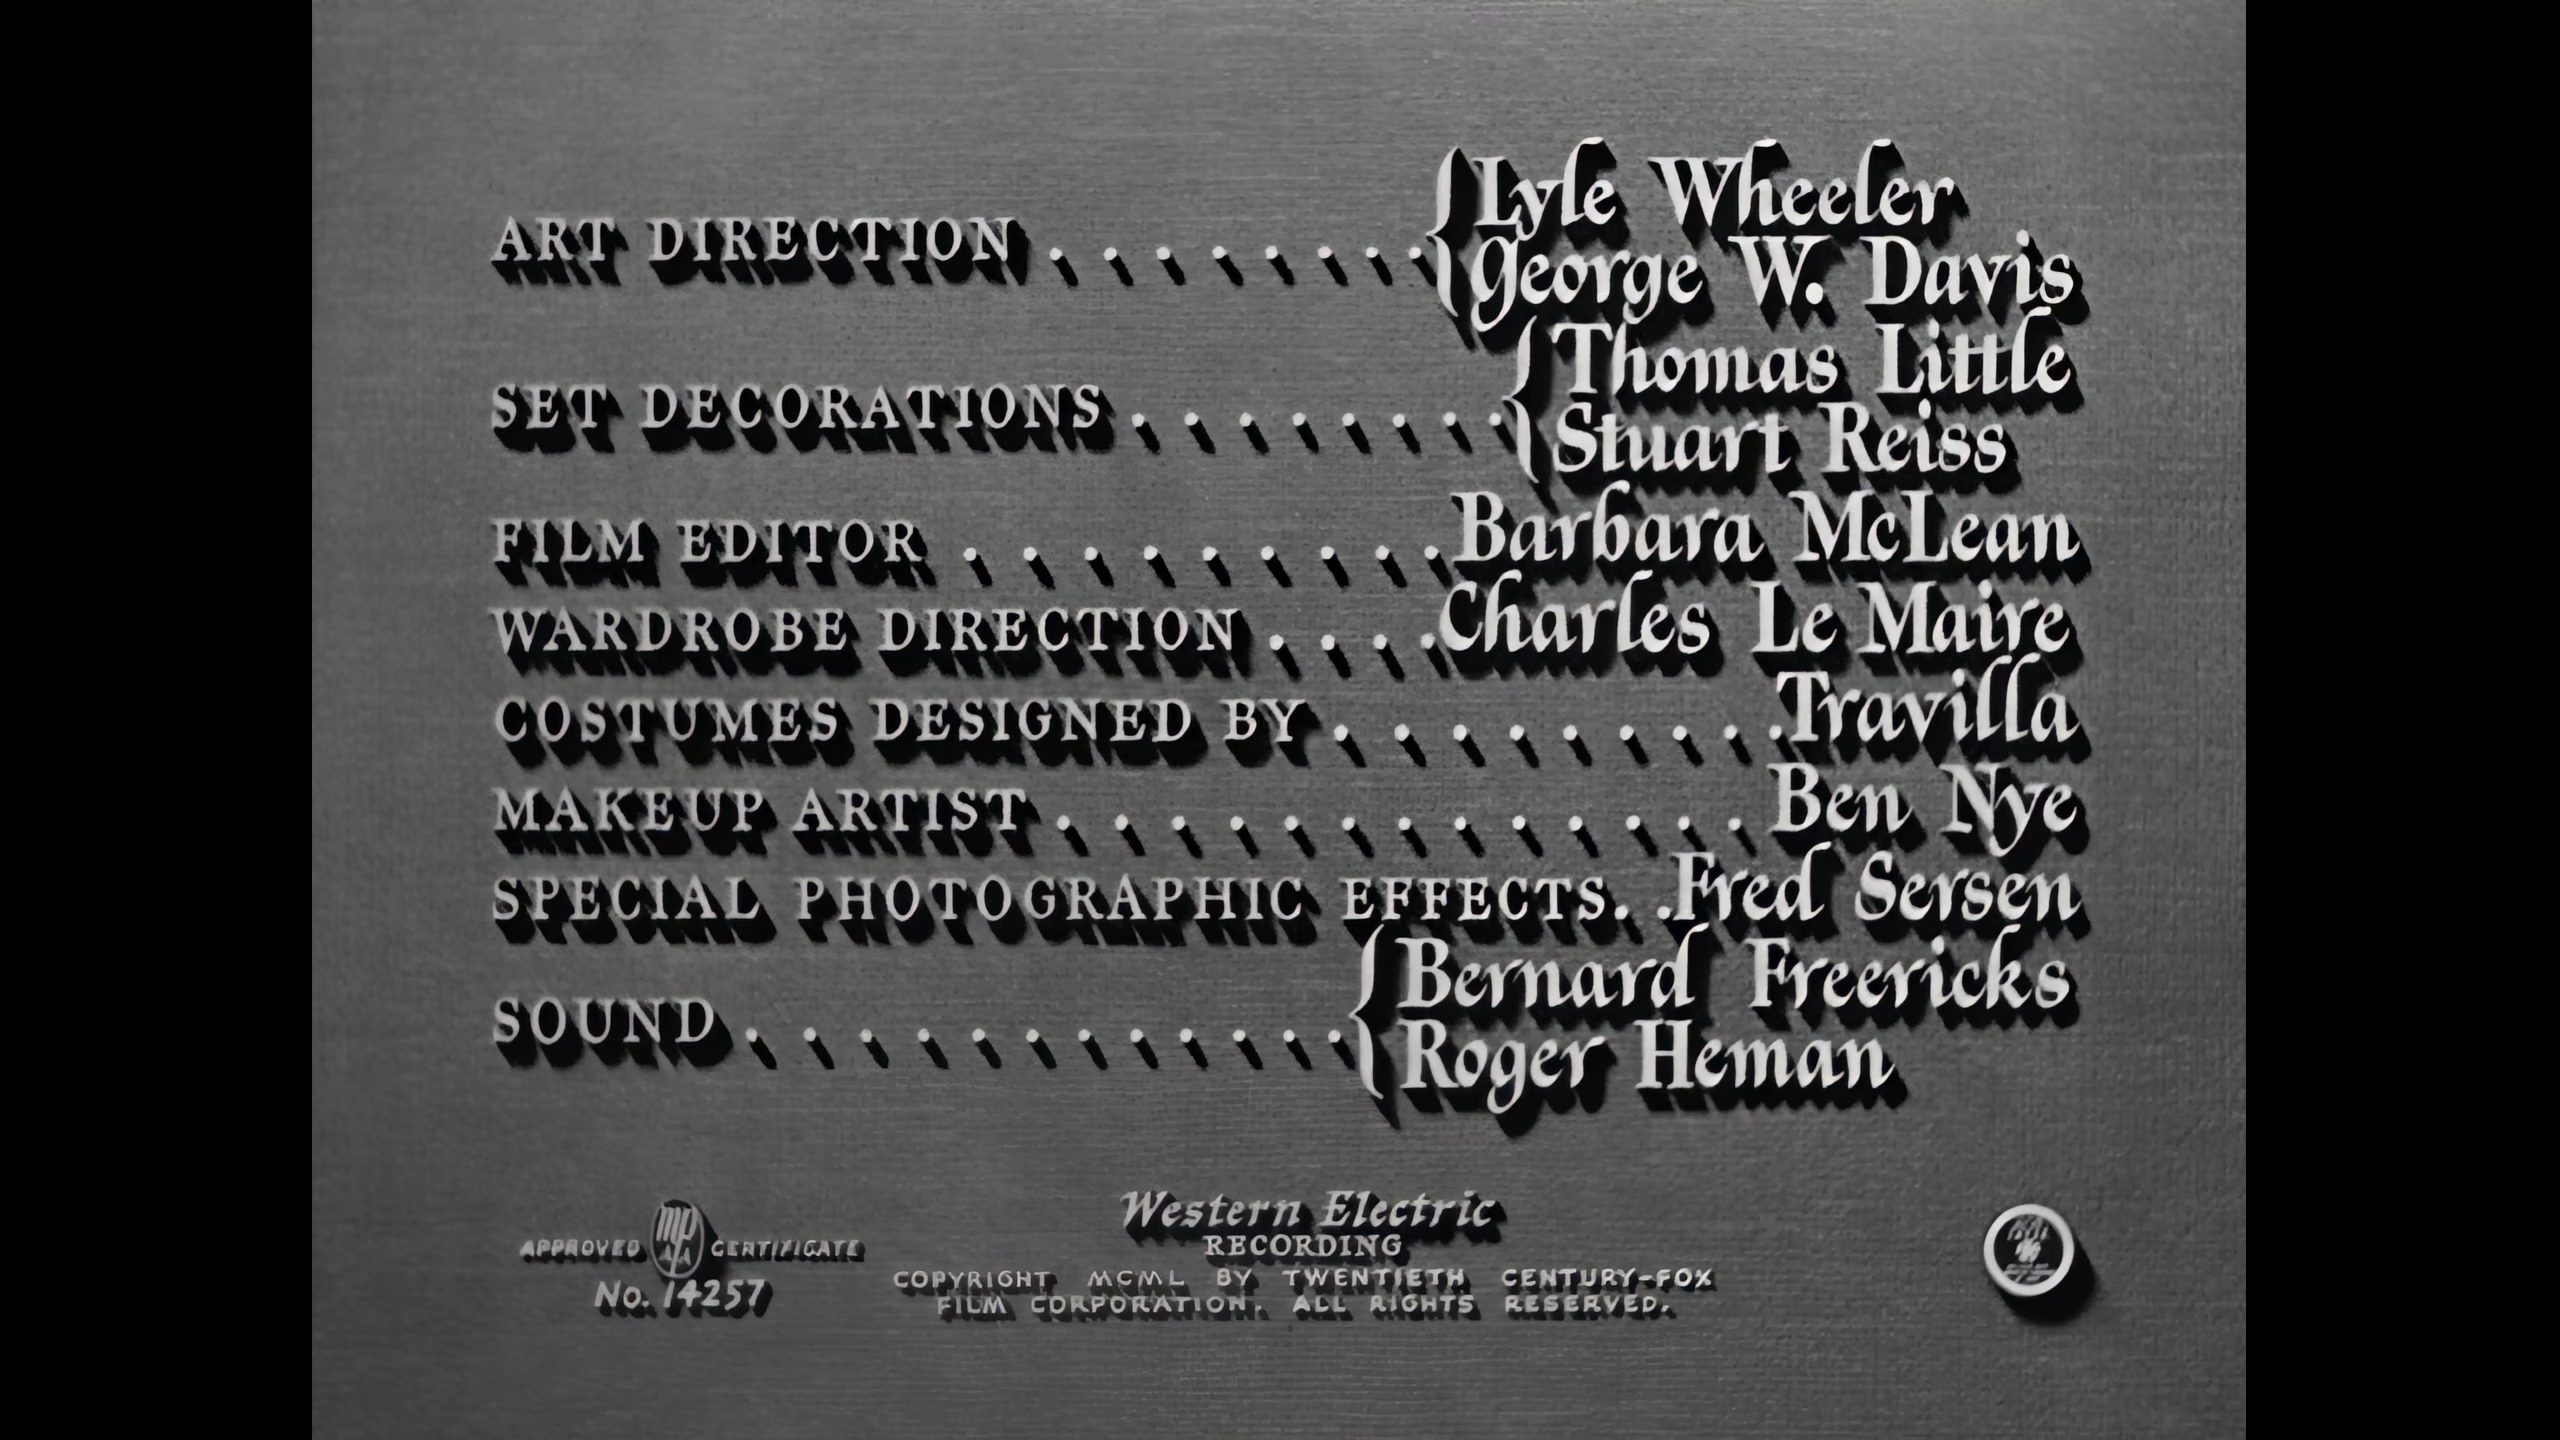 ART DIRECTION . . . . . . . . { Lyle Wheeler
George W. Davis
SET DECORATIONS . . . . . . . . { Thomas Little
Stuart Reiss
FILM EDITOR . . . . . . . . . Barbara McLean
WARDROBE DIRECTION . . . . Charles Le Maire
COSTUMES DESIGNED BY . . . . . . . . . Travilla
MAKEUP ARTIST . . . . . . . . . . . . . Ben Nye
SPECIAL PHOTOGRAPHIC EFFECTS. .Fred Sersen
SOUND . . . . . . . . . . . . { Bernard Freericks
Roger Heman
APPROVED MPAA CERTIFICATE
No. 14257
Western Electric
RECORDING
COPYRIGHT MCML BY TWENTIETH CENTURY-FOX
FILM CORPORATION. ALL RIGHTS RESERVED.